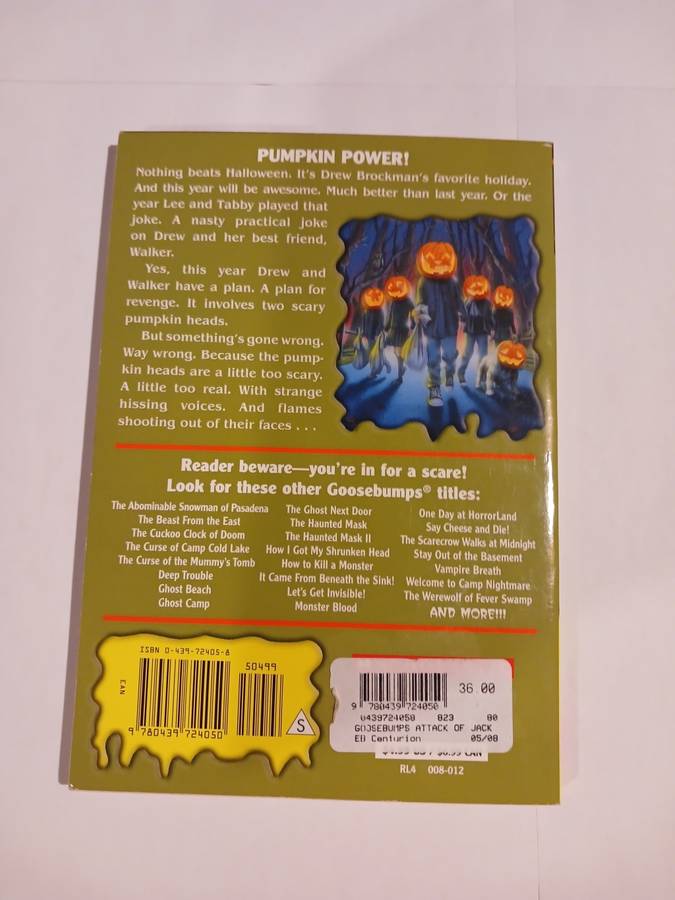 PUMPKIN POWER!
Nothing beats Halloween. It's Drew Brockman's favorite holiday.
And this year will be awesome. Much better than last year. Or the
year Lee and Tabby played that
joke. A nasty practical joke
on Drew and her best friend,
Walker.
Yes, this year Drew and
Walker have a plan. A plan for
revenge. It involves two scary
pumpkin heads.
But something's gone wrong.
Way wrong. Because the pump-
kin heads are a little too scary.
A little too real. With strange
hissing voices. And flames
shooting out of their faces . . .
Reader beware—you're in for a scare!
Look for these other Goosebumps® titles:
The Abominable Snowman of Pasadena
The Beast From the East
The Cuckoo Clock of Doom
The Curse of Camp Cold Lake
The Curse of the Mummy's Tomb
Deep Trouble
Ghost Beach
Ghost Camp
The Ghost Next Door
The Haunted Mask
The Haunted Mask II
How I Got My Shrunken Head
How to Kill a Monster
It Came From Beneath the Sink!
Let's Get Invisible!
Monster Blood
One Day at HorrorLand
Say Cheese and Die!
The Scarecrow Walks at Midnight
Stay Out of the Basement
Vampire Breath
Welcome to Camp Nightmare
The Werewolf of Fever Swamp
AND MORE!!!
ISBN 0-439-72405-8
50499
EAN
9 780439 724050
S
36.00
9 780439 724050
0439724058 823 80
GOOSEBUMPS ATTACK OF JACK
EB Centurion 05/08
RL4 008-012